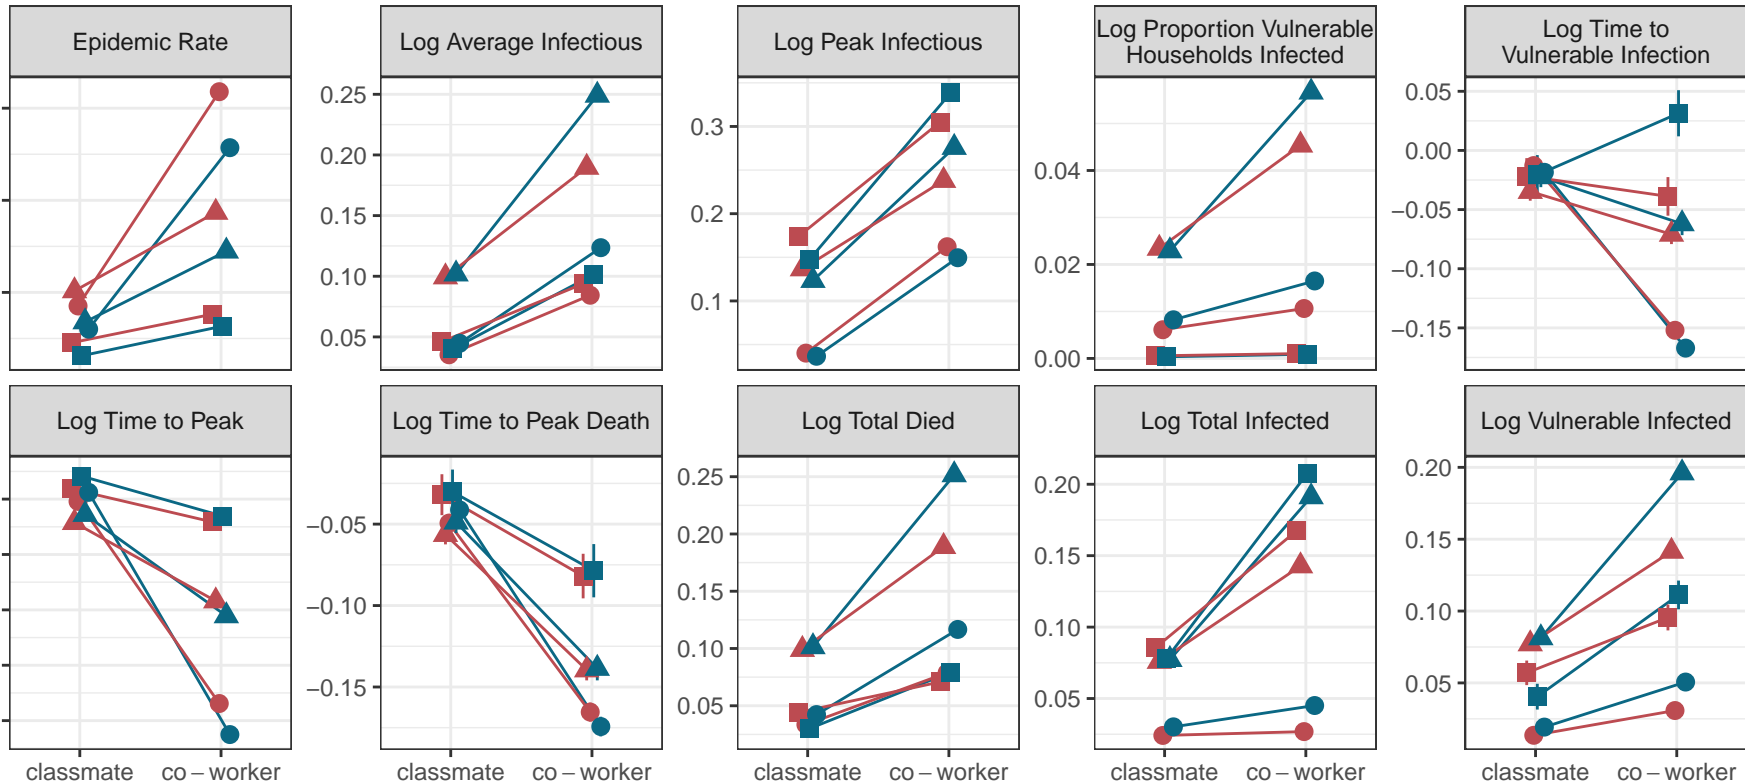 Epidemic Rate
Log Average Infectious
Log Peak Infectious
Log Proportion Vulnerable
Households Infected
Log Time to
Vulnerable Infection
0.25
0.20
0.15
0.10
0.05
0.3
0.2
0.1
0.04
0.02
0.00
0.05
0.00
−0.05
−0.10
−0.15
Log Time to Peak
Log Time to Peak Death
Log Total Died
Log Total Infected
Log Vulnerable Infected
−0.05
−0.10
−0.15
0.25
0.20
0.15
0.10
0.05
0.20
0.15
0.10
0.05
0.20
0.15
0.10
0.05
classmate co − worker
classmate co − worker
classmate co − worker
classmate co − worker
classmate co − worker